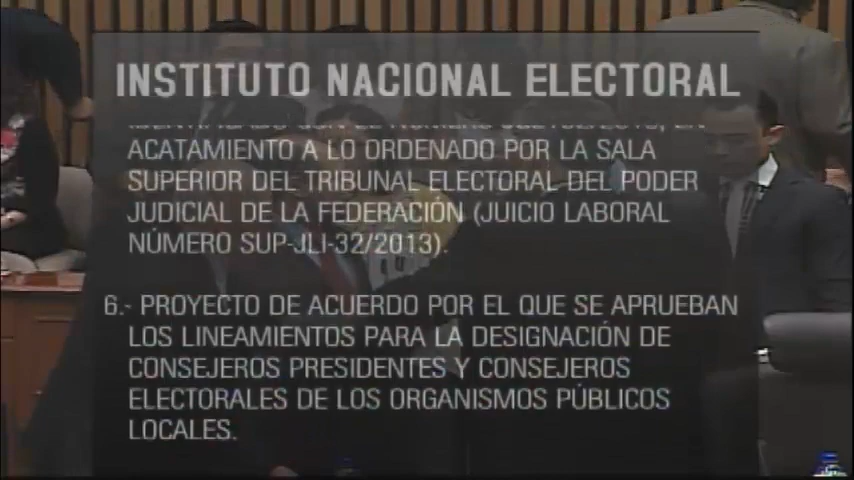 INSTITUTO NACIONAL ELECTORAL
ACATAMIENTO A LO ORDENADO POR LA SALA
SUPERIOR DEL TRIBUNAL ELECTORAL DEL PODER
JUDICIAL DE LA FEDERACIÓN (JUICIO LABORAL
NÚMERO SUP-JLI-32/2013).
6.- PROYECTO DE ACUERDO POR EL QUE SE APRUEBAN
LOS LINEAMIENTOS PARA LA DESIGNACIÓN DE
CONSEJEROS PRESIDENTES Y CONSEJEROS
ELECTORALES DE LOS ORGANISMOS PÚBLICOS
LOCALES.